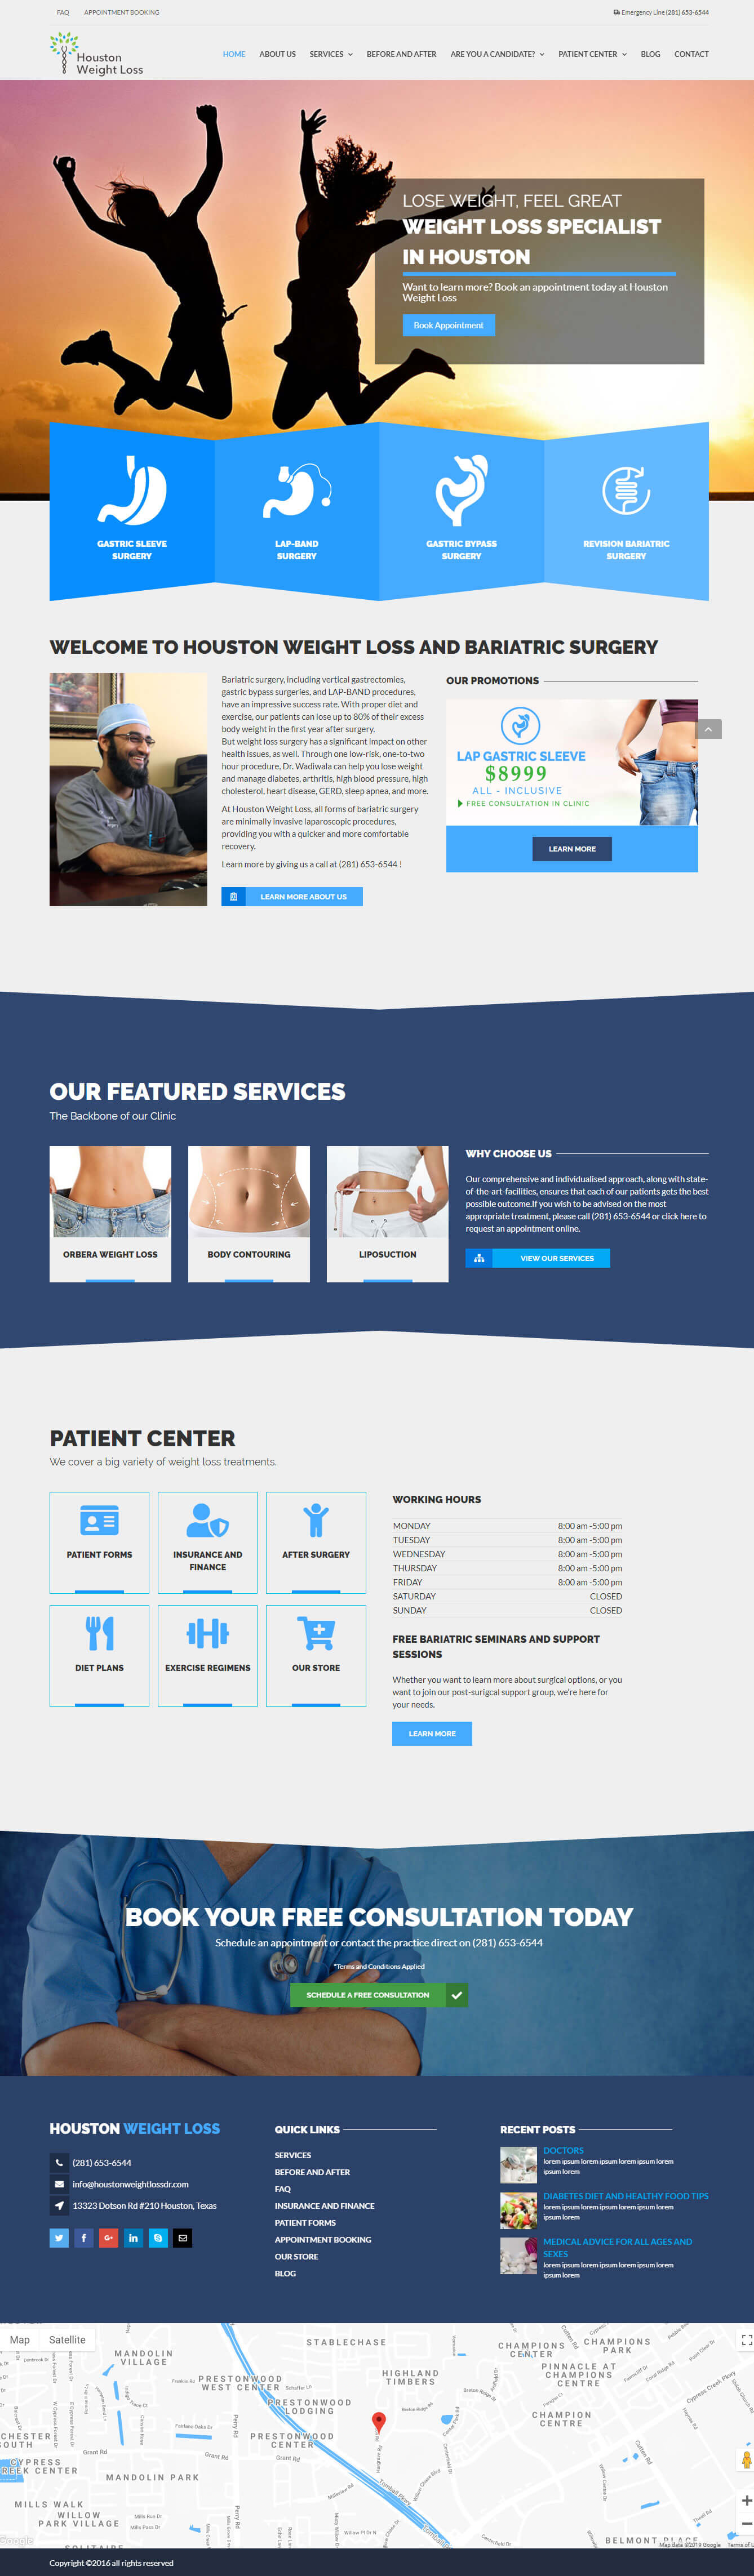 FAQ APPOINTMENT BOOKING Emergency Line (281) 653-6544
Houston
Weight Loss
HOME ABOUT US SERVICES BEFORE AND AFTER ARE YOU A CANDIDATE? PATIENT CENTER BLOG CONTACT
LOSE WEIGHT, FEEL GREAT
WEIGHT LOSS SPECIALIST
IN HOUSTON
Want to learn more? Book an appointment today at Houston
Weight Loss
Book Appointment
GASTRIC SLEEVE
SURGERY
LAP-BAND
SURGERY
GASTRIC BYPASS
SURGERY
REVISION BARIATRIC
SURGERY
WELCOME TO HOUSTON WEIGHT LOSS AND BARIATRIC SURGERY
Bariatric surgery, including vertical gastrectomies,
gastric bypass surgeries, and LAP-BAND procedures,
have an impressive success rate. With proper diet and
exercise, our patients can lose up to 80% of their excess
body weight in the first year after surgery.
But weight loss surgery has a significant impact on other
health issues, as well. Through one low-risk, one-to-two
hour procedure, Dr. Wadiwala can help you lose weight
and manage diabetes, arthritis, high blood pressure, high
cholesterol, heart disease, GERD, sleep apnea, and more.
At Houston Weight Loss, all forms of bariatric surgery
are minimally invasive laparoscopic procedures,
providing you with a quicker and more comfortable
recovery.
Learn more by giving us a call at (281) 653-6544 !
LEARN MORE ABOUT US
OUR PROMOTIONS
LAP GASTRIC SLEEVE
$8999
ALL - INCLUSIVE
FREE CONSULTATION IN CLINIC
LEARN MORE
OUR FEATURED SERVICES
The Backbone of our Clinic
ORBERA WEIGHT LOSS
BODY CONTOURING
LIPOSUCTION
WHY CHOOSE US
Our comprehensive and individualised approach, along with state-
of-the-art-facilities, ensures that each of our patients gets the best
possible outcome.If you wish to be advised on the most
appropriate treatment, please call (281) 653-6544 or click here to
request an appointment online.
VIEW OUR SERVICES
PATIENT CENTER
We cover a big variety of weight loss treatments.
PATIENT FORMS
INSURANCE AND
FINANCE
AFTER SURGERY
DIET PLANS
EXERCISE REGIMENS
OUR STORE
WORKING HOURS
MONDAY 8:00 am -5:00 pm
TUESDAY 8:00 am -5:00 pm
WEDNESDAY 8:00 am -5:00 pm
THURSDAY 8:00 am -5:00 pm
FRIDAY 8:00 am -5:00 pm
SATURDAY CLOSED
SUNDAY CLOSED
FREE BARIATRIC SEMINARS AND SUPPORT
SESSIONS
Whether you want to learn more about surgical options, or you
want to join our post-surigcal support group, we're here for
your needs.
LEARN MORE
BOOK YOUR FREE CONSULTATION TODAY
Schedule an appointment or contact the practice direct on (281) 653-6544
*Terms and Conditions Applied
SCHEDULE A FREE CONSULTATION
HOUSTON WEIGHT LOSS
(281) 653-6544
info@houstonweightlossdr.com
13323 Dotson Rd #210 Houston, Texas
QUICK LINKS
SERVICES
BEFORE AND AFTER
FAQ
INSURANCE AND FINANCE
PATIENT FORMS
APPOINTMENT BOOKING
OUR STORE
BLOG
RECENT POSTS
DOCTORS
lorem ipsum lorem ipsum lorem ipsum lorem
ipsum lorem
DIABETES DIET AND HEALTHY FOOD TIPS
lorem ipsum lorem ipsum lorem ipsum lorem
ipsum lorem
MEDICAL ADVICE FOR ALL AGES AND
SEXES
lorem ipsum lorem ipsum lorem ipsum lorem
ipsum lorem
Map Satellite
STABLECHASE
MANDOLIN
VILLAGE
PRESTONWOOD
WEST CENTER
HIGHLAND
TIMBERS
CHAMPIONS
CENTRE
CHAMPIONS
PARK
PINNACLE AT
CHAMPIONS
CENTRE
PRESTONWOOD
LODGING
CHAMPION
CENTRE
PRESTONWOOD
CENTER
Grant Rd
Grant Rd
Grant Rd
Perry Rd
Perry Rd
Cutten Rd
Cypress Creek Pkwy
Tomball Pkwy
MANDOLIN PARK
MILLS WALK
WILLOW
PARK VILLAGE
BELMONT PLACE
Google
Map data ©2019 Google Terms of
Copyright ©2016 all rights reserved